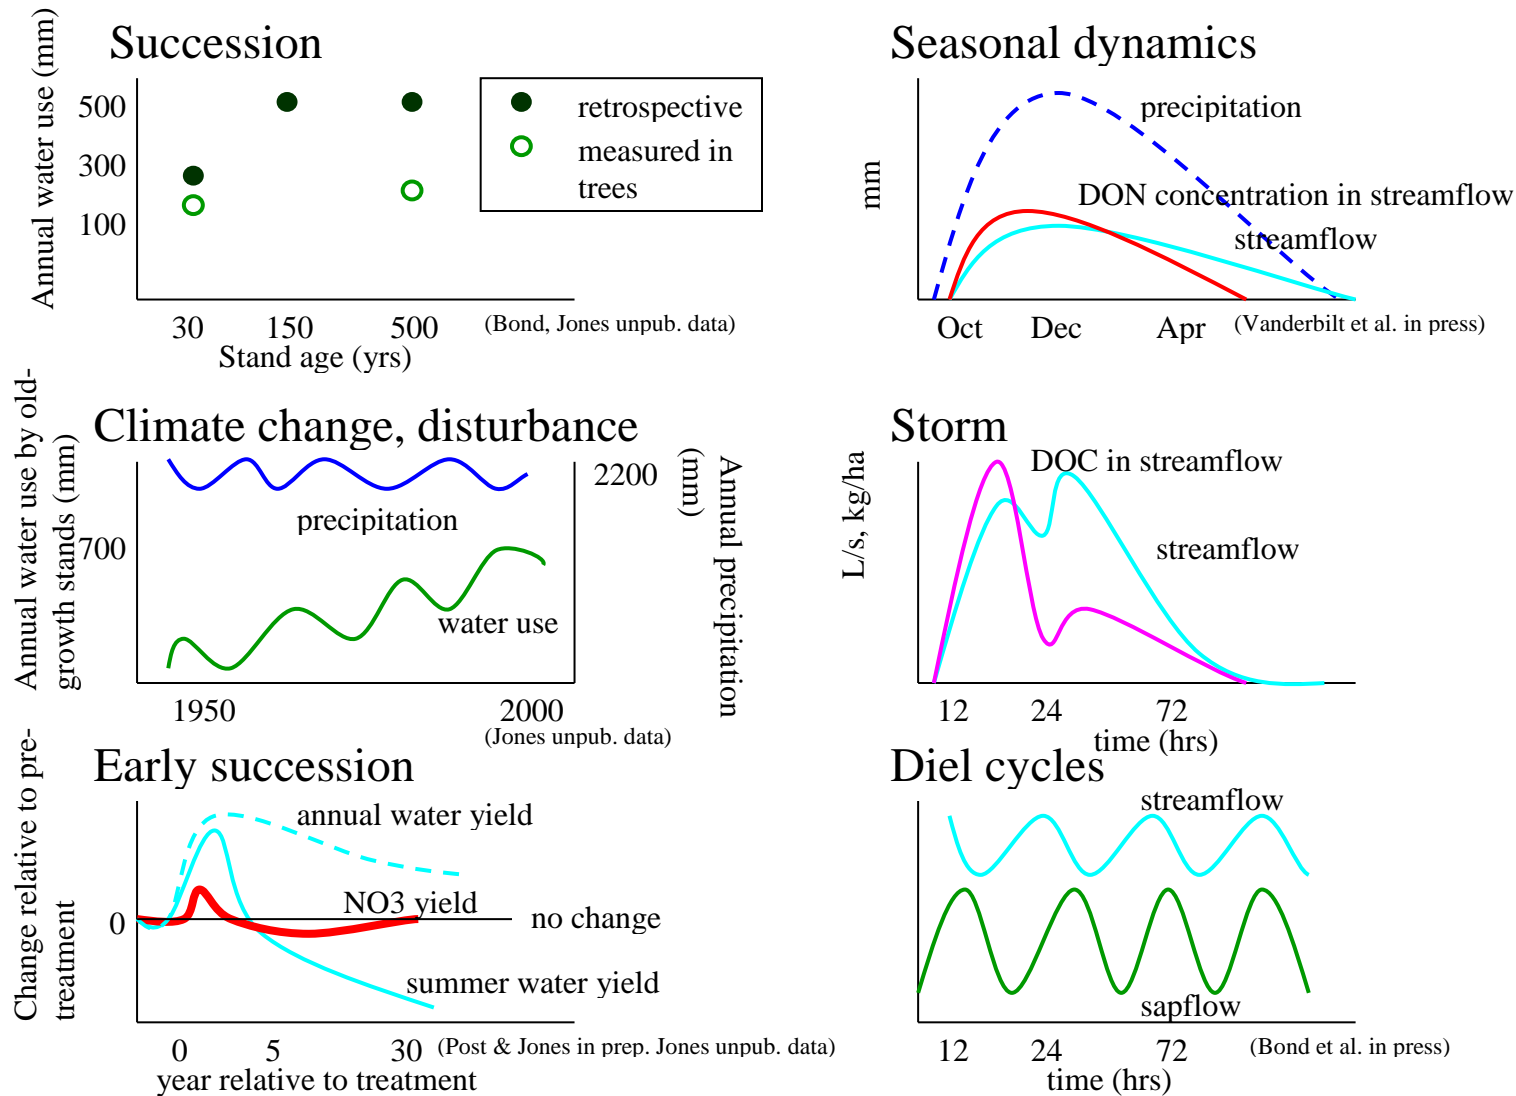 Succession
Annual water use (mm)
500
300
100
retrospective
measured in
trees
30 150 500
(Bond, Jones unpub. data)
Stand age (yrs)
Seasonal dynamics
mm
precipitation
DON concentration in streamflow
streamflow
Oct Dec Apr
(Vanderbilt et al. in press)
Climate change, disturbance
Annual water use by old-
growth stands (mm)
700
precipitation
water use
2200
Annual precipitation
(mm)
1950 2000
(Jones unpub. data)
Storm
L/s, kg/ha
DOC in streamflow
streamflow
12 24 72
time (hrs)
Early succession
Change relative to pre-
treatment
0
annual water yield
NO3 yield
no change
summer water yield
0 5 30
(Post & Jones in prep. Jones unpub. data)
year relative to treatment
Diel cycles
streamflow
sapflow
12 24 72
(Bond et al. in press)
time (hrs)